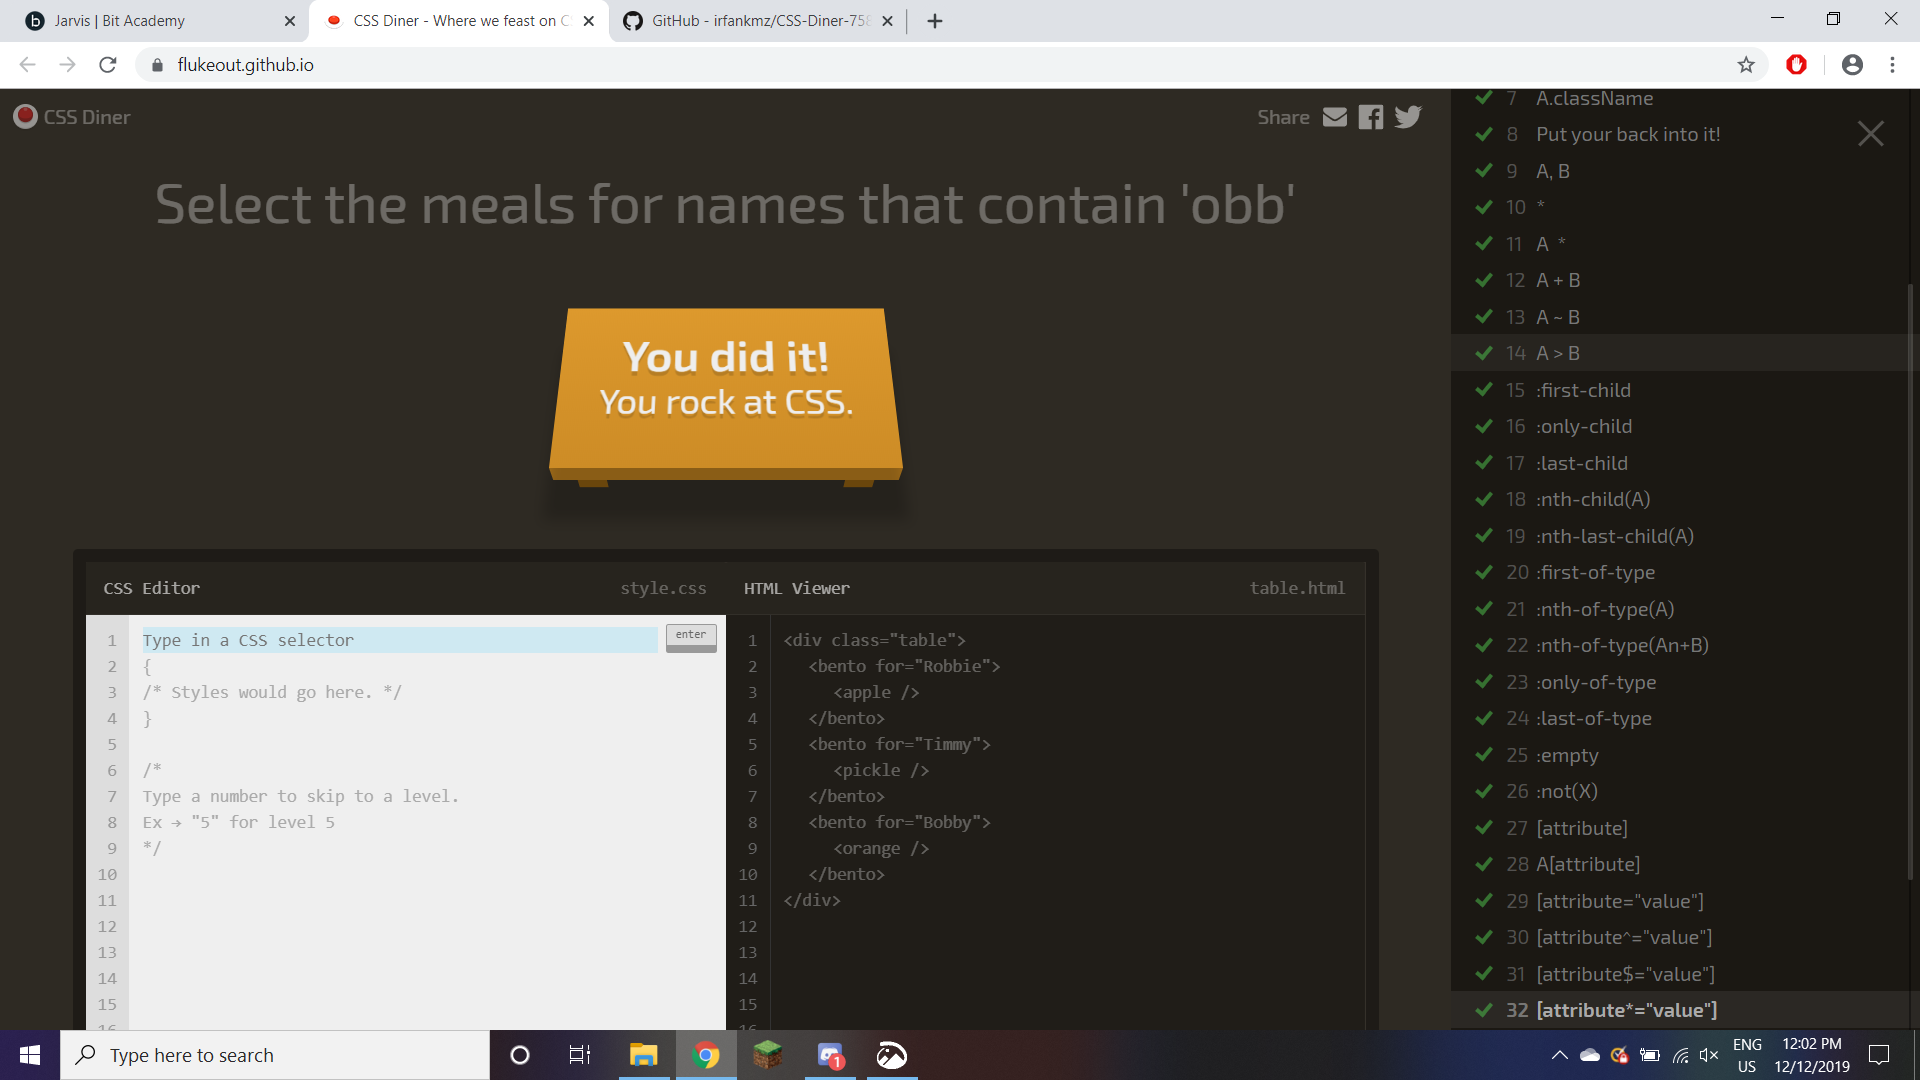 Jarvis | Bit Academy
CSS Diner - Where we feast on C
GitHub - irfankmz/CSS-Diner-758
flukeout.github.io
CSS Diner
Share
Select the meals for names that contain 'obb'
You did it!
You rock at CSS.
CSS Editor
style.css
1 Type in a CSS selector
enter
2 {
3 /* Styles would go here. */
4 }
5
6 /*
7 Type a number to skip to a level.
8 Ex → "5" for level 5
9 */
10
11
12
13
14
15
16
HTML Viewer
table.html
1 <div class="table">
2 <bento for="Robbie">
3 <apple />
4 </bento>
5 <bento for="Timmy">
6 <pickle />
7 </bento>
8 <bento for="Bobby">
9 <orange />
10 </bento>
11 </div>
12
13
14
15
16
7 A.className
8 Put your back into it!
9 A, B
10 *
11 A *
12 A + B
13 A ~ B
14 A > B
15 :first-child
16 :only-child
17 :last-child
18 :nth-child(A)
19 :nth-last-child(A)
20 :first-of-type
21 :nth-of-type(A)
22 :nth-of-type(An+B)
23 :only-of-type
24 :last-of-type
25 :empty
26 :not(X)
27 [attribute]
28 A[attribute]
29 [attribute="value"]
30 [attribute^="value"]
31 [attribute$="value"]
32 [attribute*="value"]
Type here to search
1
ENG
US
12:02 PM
12/12/2019